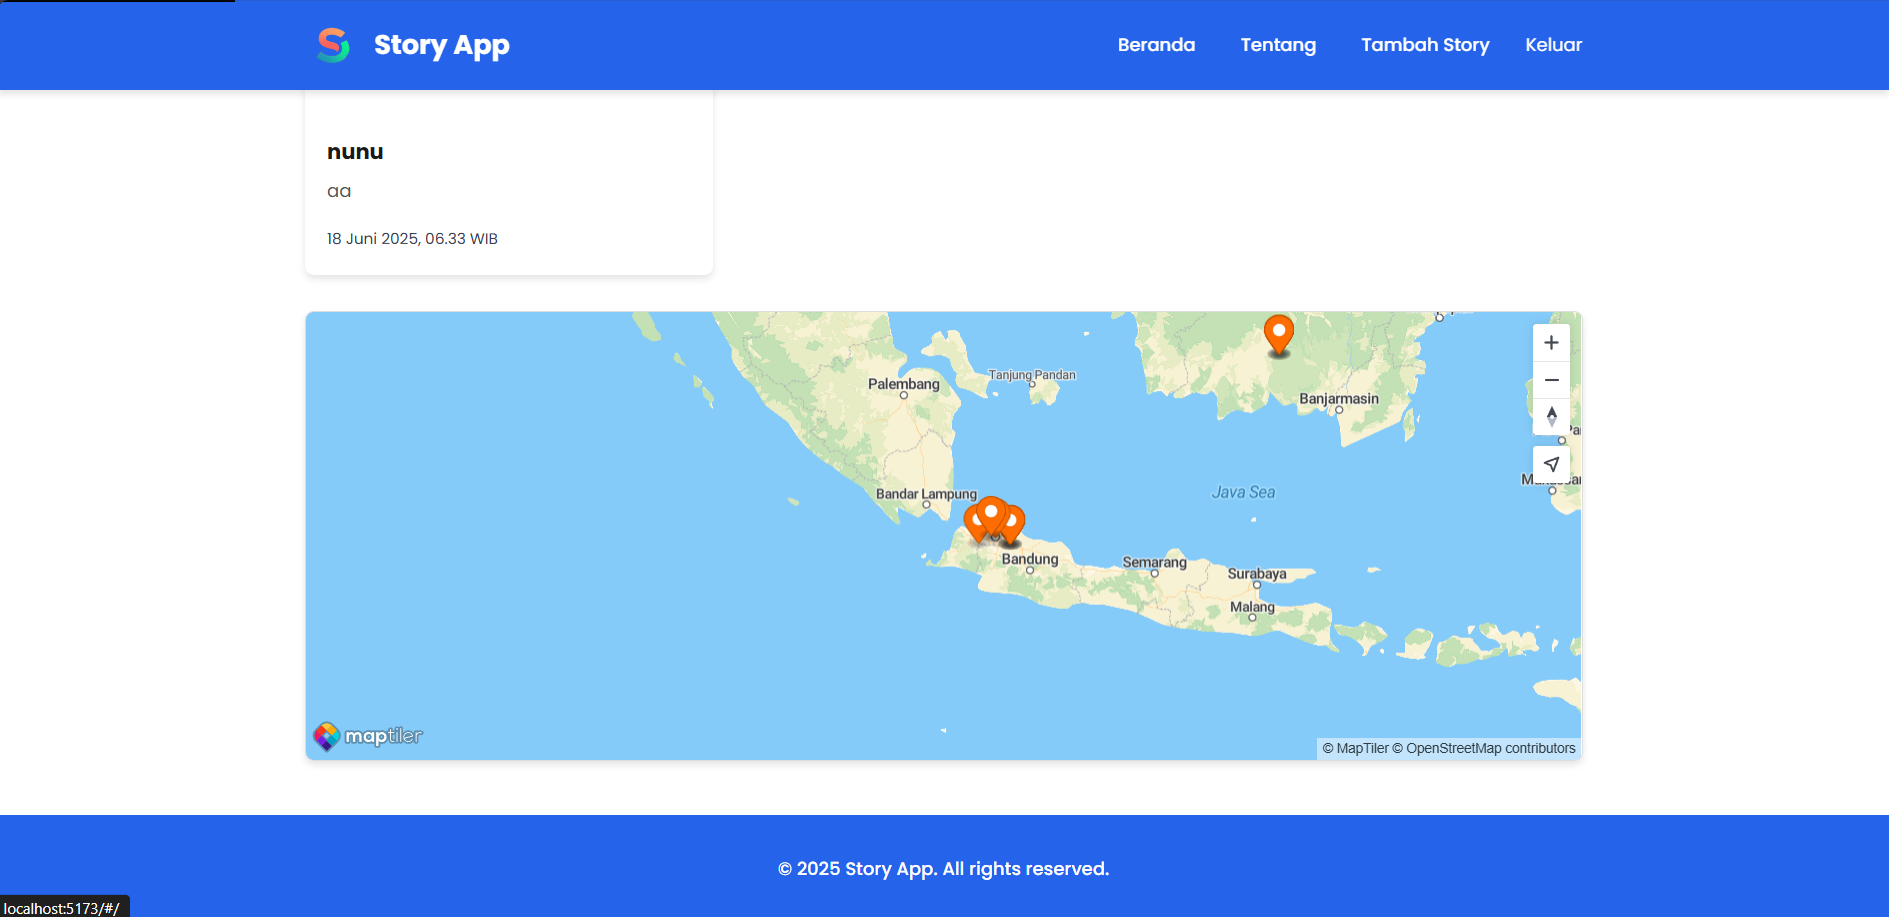 Story App
Beranda
Tentang
Tambah Story
Keluar
nunu
aa
18 Juni 2025, 06.33 WIB
Palembang
Tanjung Pandan
Banjarmasin
Bandar Lampung
Java Sea
Bandung
Semarang
Surabaya
Malang
maptiler
© MapTiler © OpenStreetMap contributors
© 2025 Story App. All rights reserved.
localhost:5173/#/